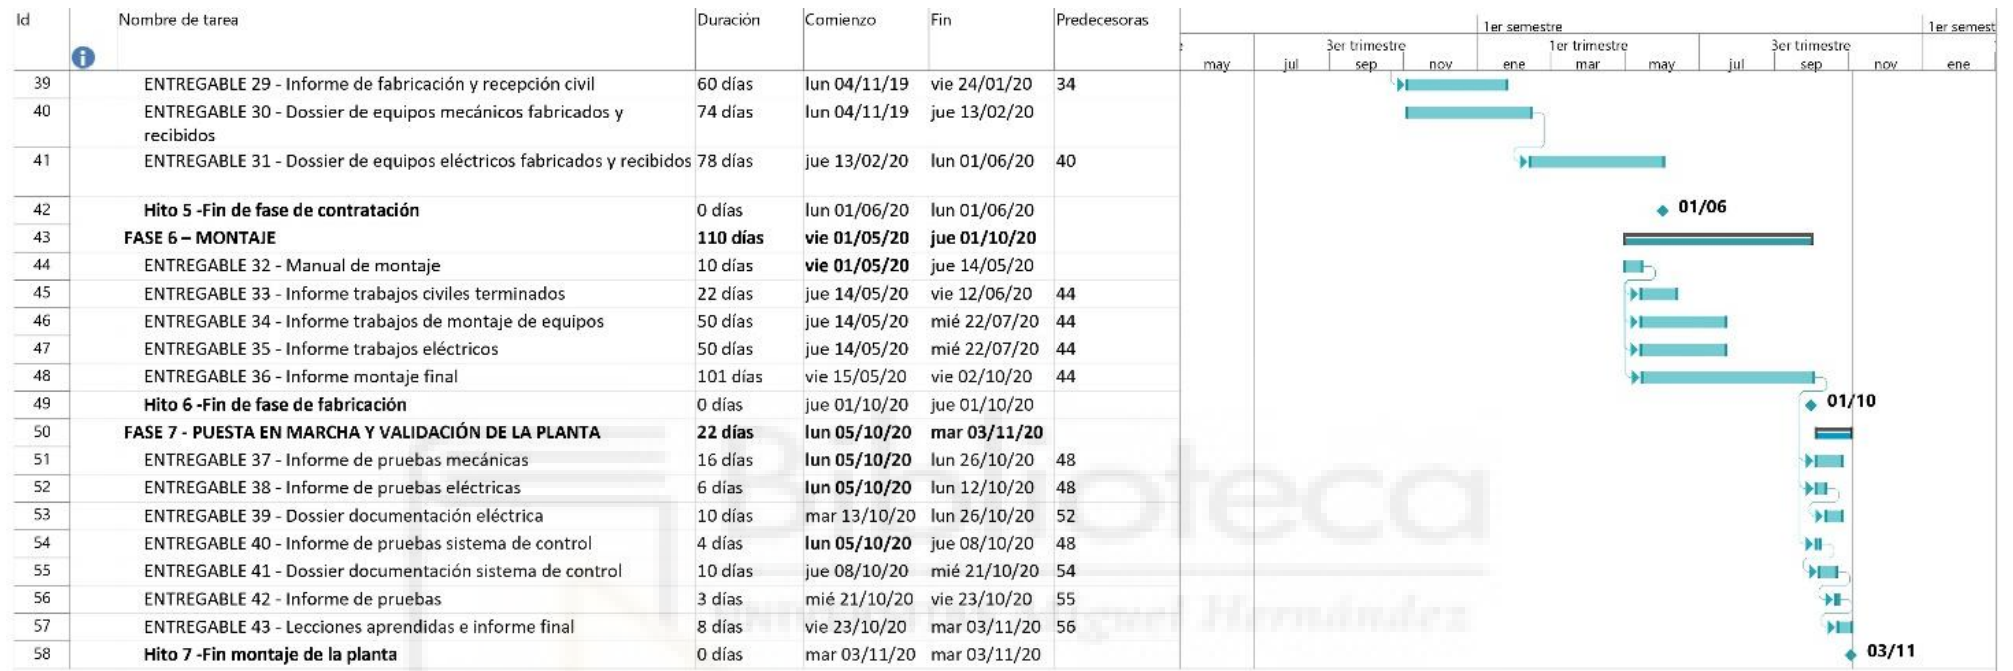 Id Nombre de tarea Duración Comienzo Fin Predecesoras
1er semestre 1er semest
3er trimestre 1er trimestre 3er trimestre
may jul sep nov ene mar may jul sep nov ene
39 ENTREGABLE 29 - Informe de fabricación y recepción civil 60 días lun 04/11/19 vie 24/01/20 34
40 ENTREGABLE 30 - Dossier de equipos mecánicos fabricados y 74 días lun 04/11/19 jue 13/02/20
recibidos
41 ENTREGABLE 31 - Dossier de equipos eléctricos fabricados y recibidos 78 días jue 13/02/20 lun 01/06/20 40
42 Hito 5 -Fin de fase de contratación 0 días lun 01/06/20 lun 01/06/20 01/06
43 FASE 6 – MONTAJE 110 días vie 01/05/20 jue 01/10/20
44 ENTREGABLE 32 - Manual de montaje 10 días vie 01/05/20 jue 14/05/20
45 ENTREGABLE 33 - Informe trabajos civiles terminados 22 días jue 14/05/20 vie 12/06/20 44
46 ENTREGABLE 34 - Informe trabajos de montaje de equipos 50 días jue 14/05/20 mié 22/07/20 44
47 ENTREGABLE 35 - Informe trabajos eléctricos 50 días jue 14/05/20 mié 22/07/20 44
48 ENTREGABLE 36 - Informe montaje final 101 días vie 15/05/20 vie 02/10/20 44
49 Hito 6 -Fin de fase de fabricación 0 días jue 01/10/20 jue 01/10/20 01/10
50 FASE 7 - PUESTA EN MARCHA Y VALIDACIÓN DE LA PLANTA 22 días lun 05/10/20 mar 03/11/20
51 ENTREGABLE 37 - Informe de pruebas mecánicas 16 días lun 05/10/20 lun 26/10/20 48
52 ENTREGABLE 38 - Informe de pruebas eléctricas 6 días lun 05/10/20 lun 12/10/20 48
53 ENTREGABLE 39 - Dossier documentación eléctrica 10 días mar 13/10/20 lun 26/10/20 52
54 ENTREGABLE 40 - Informe de pruebas sistema de control 4 días lun 05/10/20 jue 08/10/20 48
55 ENTREGABLE 41 - Dossier documentación sistema de control 10 días jue 08/10/20 mié 21/10/20 54
56 ENTREGABLE 42 - Informe de pruebas 3 días mié 21/10/20 vie 23/10/20 55
57 ENTREGABLE 43 - Lecciones aprendidas e informe final 8 días vie 23/10/20 mar 03/11/20 56
58 Hito 7 -Fin montaje de la planta 0 días mar 03/11/20 mar 03/11/20 03/11
Biblioteca
Miguel Hernández